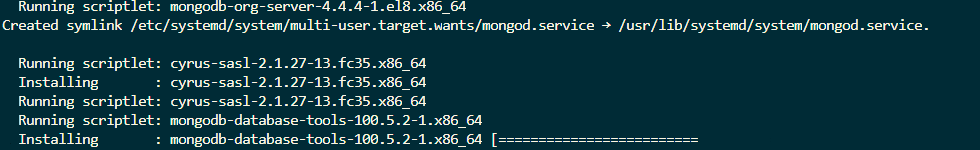 Running scriptlet: mongodb-org-server-4.4.4-1.el8.x86_64
Created symlink /etc/systemd/system/multi-user.target.wants/mongod.service → /usr/lib/systemd/system/mongod.service.
Running scriptlet: cyrus-sasl-2.1.27-13.fc35.x86_64
Installing : cyrus-sasl-2.1.27-13.fc35.x86_64
Running scriptlet: cyrus-sasl-2.1.27-13.fc35.x86_64
Running scriptlet: mongodb-database-tools-100.5.2-1.x86_64
Installing : mongodb-database-tools-100.5.2-1.x86_64 [=========================